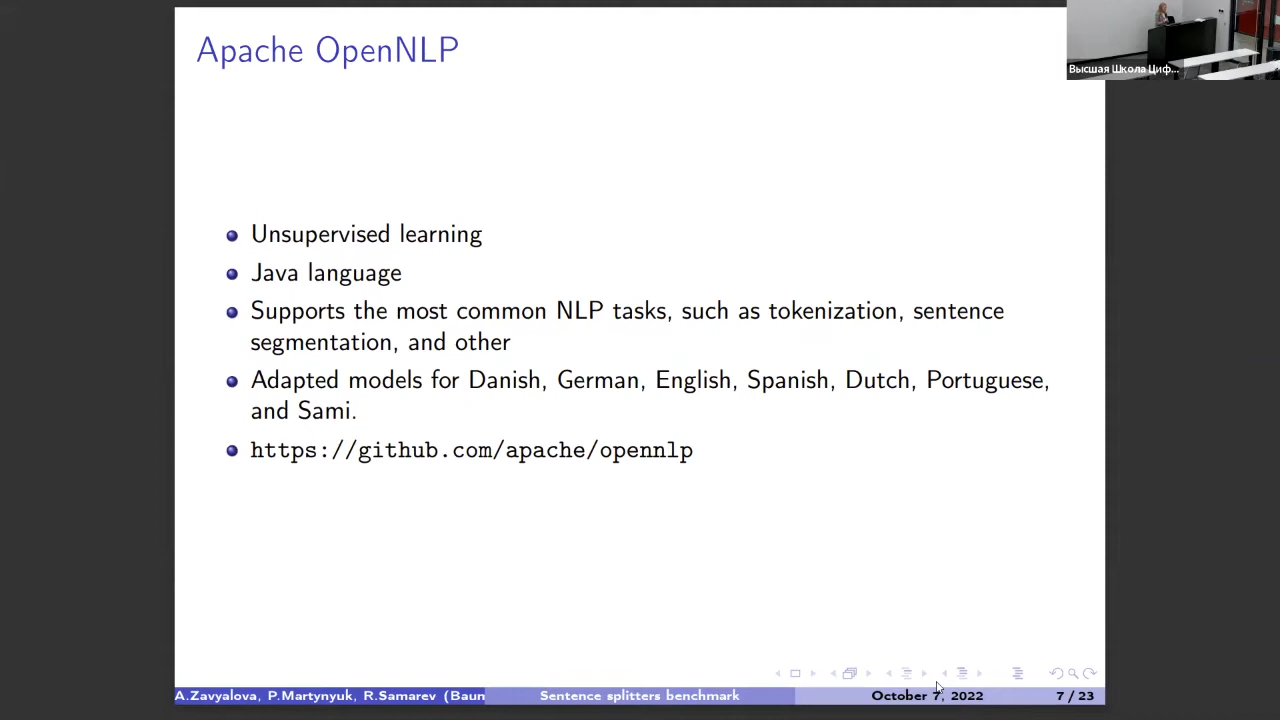 Apache OpenNLP
Высшая Школа Циф...
Unsupervised learning
Java language
Supports the most common NLP tasks, such as tokenization, sentence
segmentation, and other
Adapted models for Danish, German, English, Spanish, Dutch, Portuguese,
and Sami.
https://github.com/apache/opennlp
A.Zavyalova, P.Martynyuk, R.Samarev (Baun
Sentence splitters benchmark
October 7, 2022
7 / 23